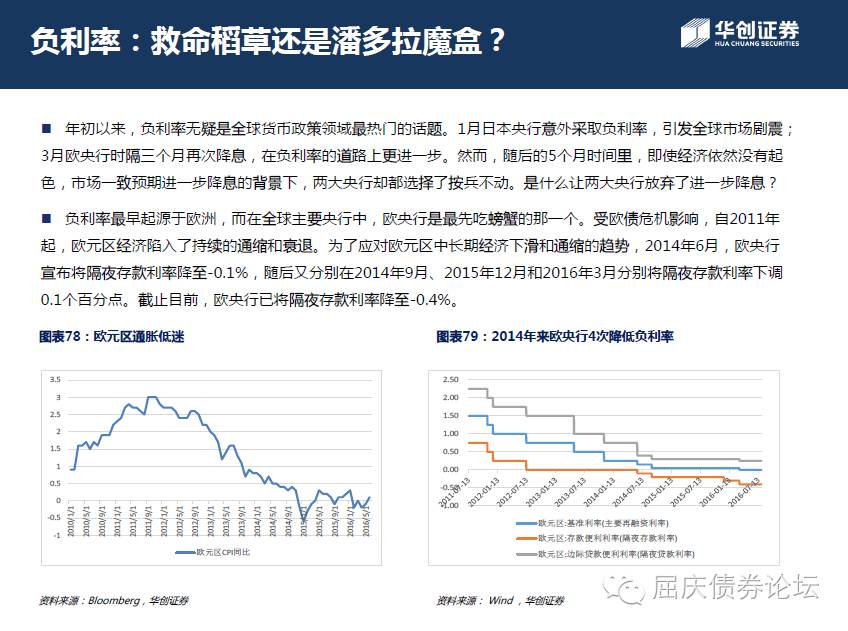 负利率：救命稻草还是潘多拉魔盒？
华创证券
HUA CHUANG SECURITIES
■ 年初以来，负利率无疑是全球货币政策领域最热门的话题。1月日本央行意外采取负利率，引发全球市场剧震；
3月欧央行时隔三个月再次降息，在负利率的道路上更进一步。然而，随后的5个月时间里，即使经济依然没有起
色，市场一致预期进一步降息的背景下，两大央行却都选择了按兵不动。是什么让两大央行放弃了进一步降息？
■ 负利率最早起源于欧洲，而在全球主要央行中，欧央行是最先吃螃蟹的那一个。受欧债危机影响，自2011年
起，欧元区经济陷入了持续的通缩和衰退。为了应对欧元区中长期经济下滑和通缩的趋势，2014年6月，欧央行
宣布将隔夜存款利率降至-0.1%，随后又分别在2014年9月、2015年12月和2016年3月分别将隔夜存款利率下调
0.1个百分点。截止目前，欧央行已将隔夜存款利率降至-0.4%。
图表78：欧元区通胀低迷
3.5
3
2.5
2
1.5
1
0.5
0
-0.5
-1
2010/1/1
2010/5/1
2010/9/1
2011/1/1
2011/5/1
2011/9/1
2012/1/1
2012/5/1
2012/9/1
2013/1/1
2013/5/1
2013/9/1
2014/1/1
2014/5/1
2014/9/1
2015/1/1
2015/5/1
2015/9/1
2016/1/1
2016/5/1
欧元区CPI同比
资料来源：Bloomberg，华创证券
图表79：2014年来欧央行4次降低负利率
2.50
2.00
1.50
1.00
0.50
0.00
-0.50
-1.00
2011-07-13
2012-01-13
2012-07-13
2013-01-13
2013-07-13
2014-01-13
2014-07-13
2015-01-13
2015-07-13
2016-01-13
2016-07-13
欧元区:基准利率(主要再融资利率)
欧元区:存款便利利率(隔夜存款利率)
欧元区:边际贷款便利利率(隔夜贷款利率)
资料来源： Wind ，华创证券
屈庆债券论坛